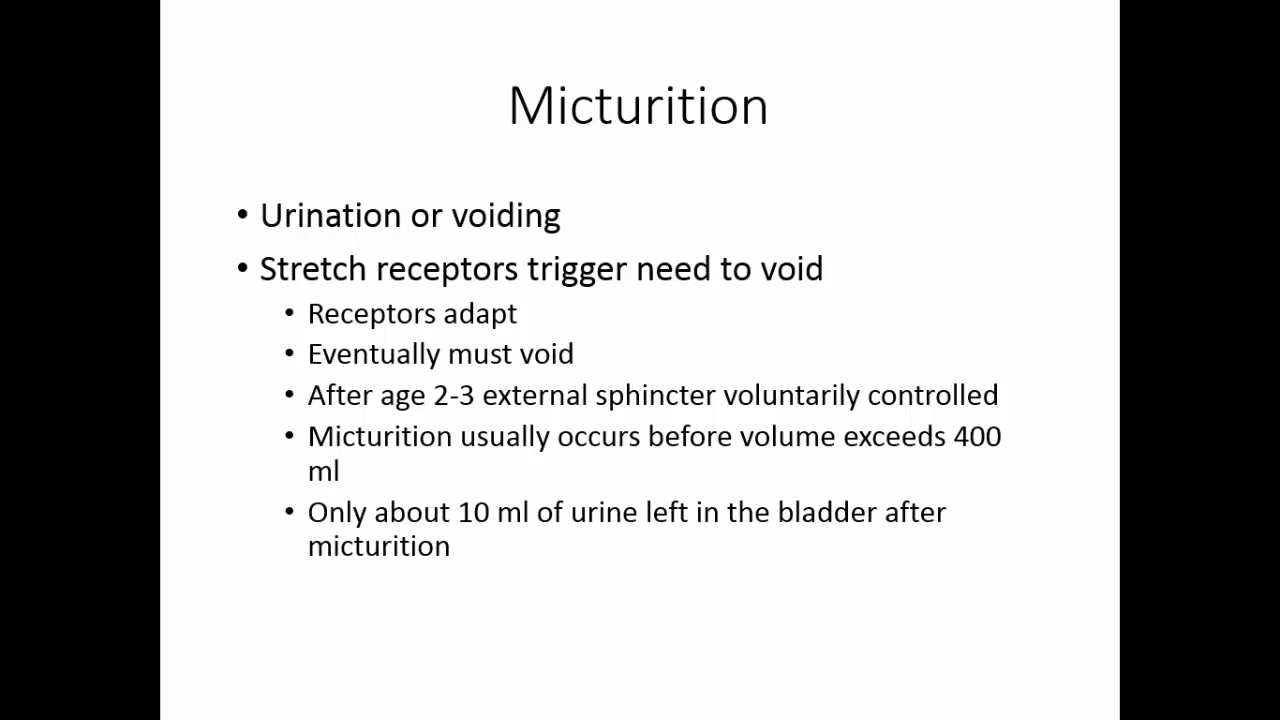 Micturition
• Urination or voiding
• Stretch receptors trigger need to void
• Receptors adapt
• Eventually must void
• After age 2-3 external sphincter voluntarily controlled
• Micturition usually occurs before volume exceeds 400
ml
• Only about 10 ml of urine left in the bladder after
micturition